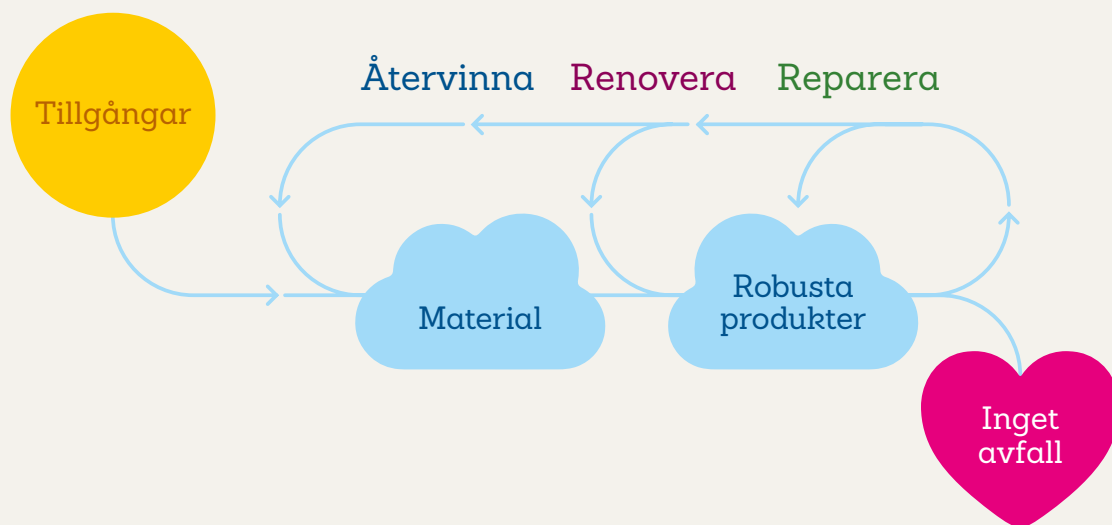 Tillgångar
Återvinna
Renovera
Reparera
Material
Robusta
produkter
Inget
avfall